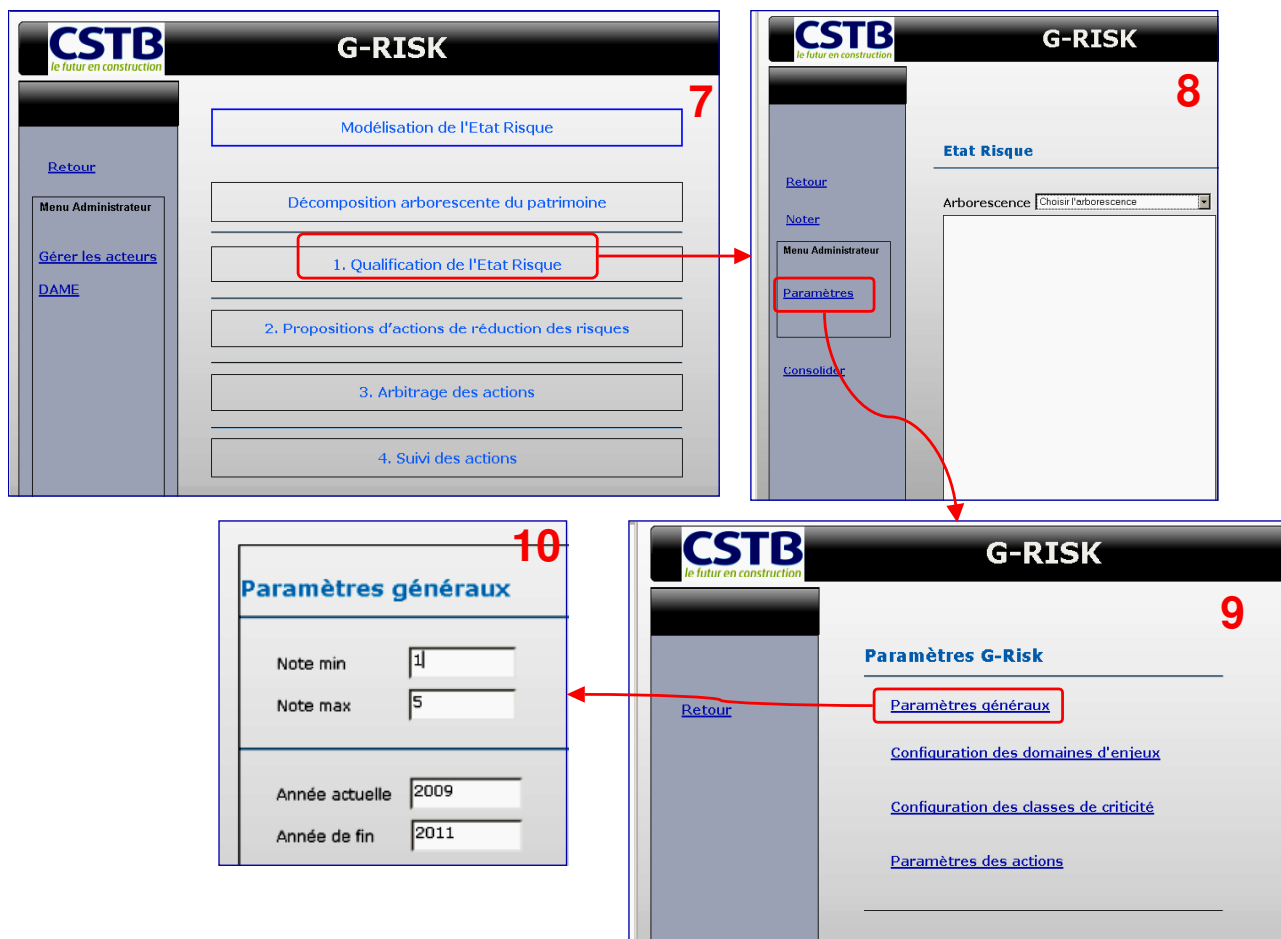 CSTB
le futur en construction
G-RISK
7
Modélisation de l'Etat Risque
Retour
Menu Administrateur
Gérer les acteurs
DAME
Décomposition arborescente du patrimoine
1. Qualification de l'Etat Risque
2. Propositions d'actions de réduction des risques
3. Arbitrage des actions
4. Suivi des actions
CSTB
le futur en construction
G-RISK
8
Etat Risque
Retour
Arborescence Choisir l'arborescence
Noter
Menu Administrateur
Paramètres
Consolider
CSTB
le futur en construction
G-RISK
9
Paramètres G-Risk
Retour
Paramètres généraux
Configuration des domaines d'enjeux
Configuration des classes de criticité
Paramètres des actions
10
Paramètres généraux
Note min 1
Note max 5
Année actuelle 2009
Année de fin 2011